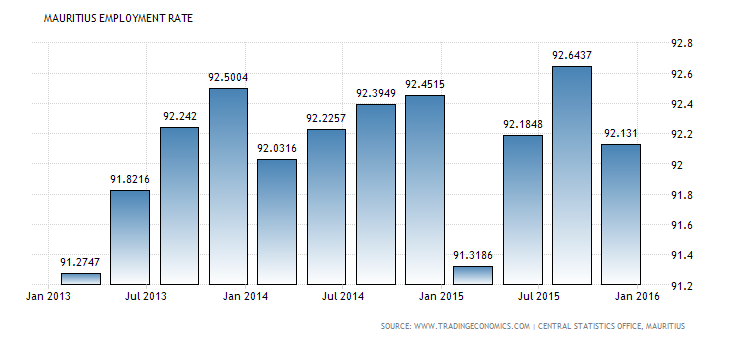 MAURITIUS EMPLOYMENT RATE
92.8
92.6
92.4
92.2
92
91.8
91.6
91.4
91.2
91.2747
91.8216
92.242
92.5004
92.0316
92.2257
92.3949
92.4515
91.3186
92.1848
92.6437
92.131
Jan 2013
Jul 2013
Jan 2014
Jul 2014
Jan 2015
Jul 2015
Jan 2016
SOURCE: WWW.TRADINGECONOMICS.COM | CENTRAL STATISTICS OFFICE, MAURITIUS